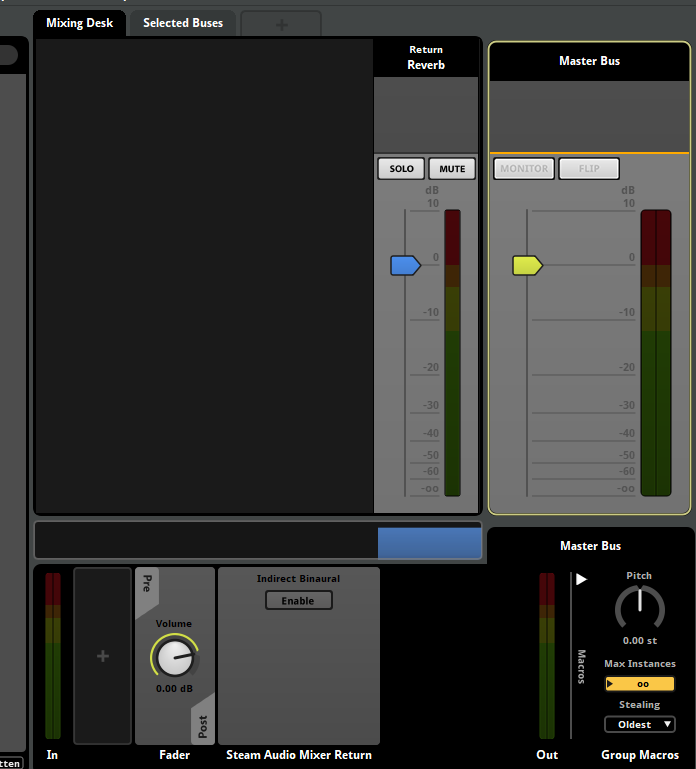 Mixing Desk
Selected Buses
+
Return
Reverb
Master Bus
SOLO
MUTE
MONITOR
FLIP
dB
10
0
-10
-20
-30
-40
-50
-60
-oo
dB
10
0
-10
-20
-30
-40
-50
-60
-oo
Master Bus
Pre
Volume
0.00 dB
Post
Indirect Binaural
Enable
+
Macros
Pitch
0.00 st
Max Instances
oo
Stealing
Oldest
tten
In
Fader
Steam Audio Mixer Return
Out
Group Macros